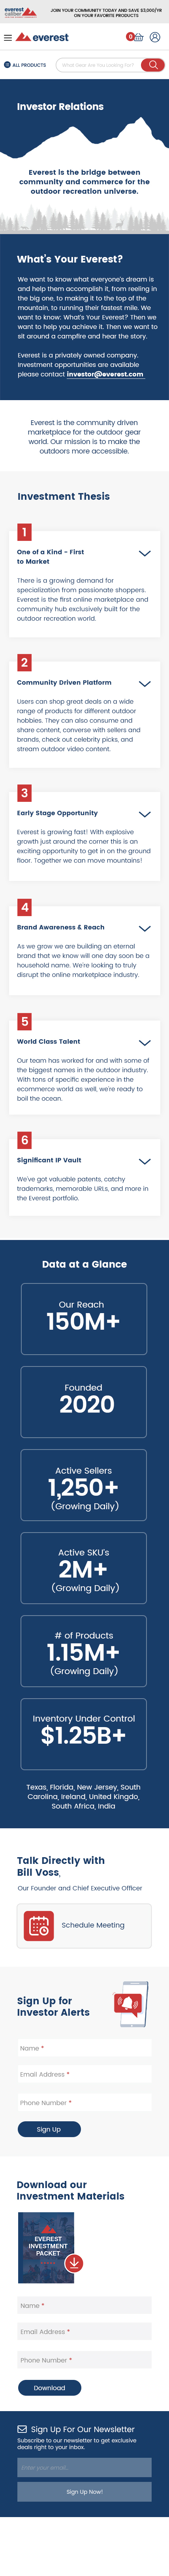 everest
caliber
JOIN YOUR COMMUNITY TODAY AND SAVE $3,000/YR
ON YOUR FAVORITE PRODUCTS
everest
0
ALL PRODUCTS
What Gear Are You Looking For?
Investor Relations
Everest is the bridge between
community and commerce for the
outdoor recreation universe.
What's Your Everest?
We want to know what everyone's dream is
and help them accomplish it, from reeling in
the big one, to making it to the top of the
mountain, to running their fastest mile. We
want to know: What's Your Everest? Then we
want to help you achieve it. Then we want to
sit around a campfire and hear the story.
Everest is a privately owned company.
Investment opportunities are available
please contact investor@everest.com
Everest is the community driven
marketplace for the outdoor gear
world. Our mission is to make the
outdoors more accessible.
Investment Thesis
1
One of a Kind - First
to Market
There is a growing demand for
specialization from passionate shoppers.
Everest is the first online marketplace and
community hub exclusively built for the
outdoor recreation world.
2
Community Driven Platform
Users can shop great deals on a wide
range of products for different outdoor
hobbies. They can also consume and
share content, converse with sellers and
brands, check out celebrity picks, and
stream outdoor video content.
3
Early Stage Opportunity
Everest is growing fast! With explosive
growth just around the corner this is an
exciting opportunity to get in on the ground
floor. Together we can move mountains!
4
Brand Awareness & Reach
As we grow we are building an eternal
brand that we know will one day soon be a
household name. We're looking to truly
disrupt the online marketplace industry.
5
World Class Talent
Our team has worked for and with some of
the biggest names in the outdoor industry.
With tons of specific experience in the
ecommerce world as well, we're ready to
boil the ocean.
6
Significant IP Vault
We've got valuable patents, catchy
trademarks, memorable URLs, and more in
the Everest portfolio.
Data at a Glance
Our Reach
150M+
Founded
2020
Active Sellers
1,250+
(Growing Daily)
Active SKU's
2M+
(Growing Daily)
# of Products
1.15M+
(Growing Daily)
Inventory Under Control
$1.25B+
Texas, Florida, New Jersey, South
Carolina, Ireland, United Kingdo,
South Africa, India
Talk Directly with
Bill Voss,
Our Founder and Chief Executive Officer
Schedule Meeting
Sign Up for
Investor Alerts
Name *
Email Address *
Phone Number *
Sign Up
Download our
Investment Materials
EVEREST
INVESTMENT
PACKET
Name *
Email Address *
Phone Number *
Download
Sign Up For Our Newsletter
Subscribe to our newsletter to get exclusive
deals right to your inbox.
Enter your email...
Sign Up Now!